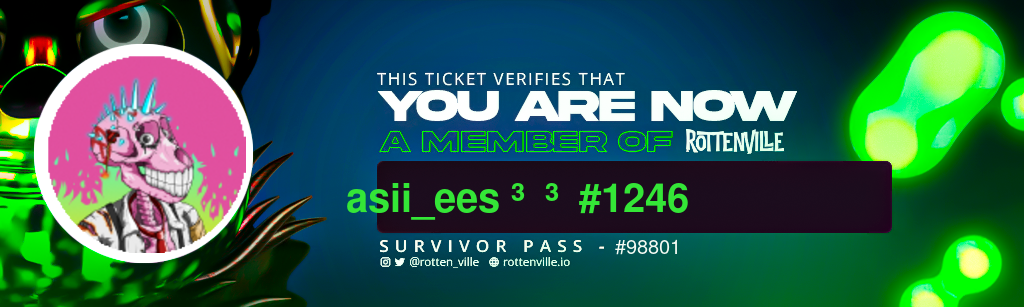 THIS TICKET VERIFIES THAT
YOU ARE NOW
A MEMBER OF ROTTENVILLE
asii_ees ³ ³ #1246
SURVIVOR PASS - #98801
@rotten_ville rottenville.io